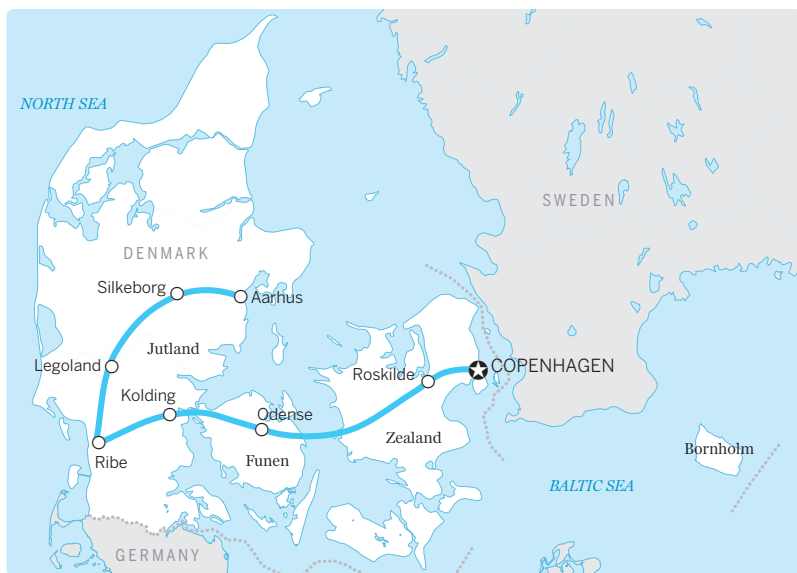 NORTH SEA
SWEDEN
DENMARK
Silkeborg
Aarhus
Jutland
Legoland
COPENHAGEN
Roskilde
Kolding
Odense
Zealand
Bornholm
Ribe
Funen
BALTIC SEA
GERMANY